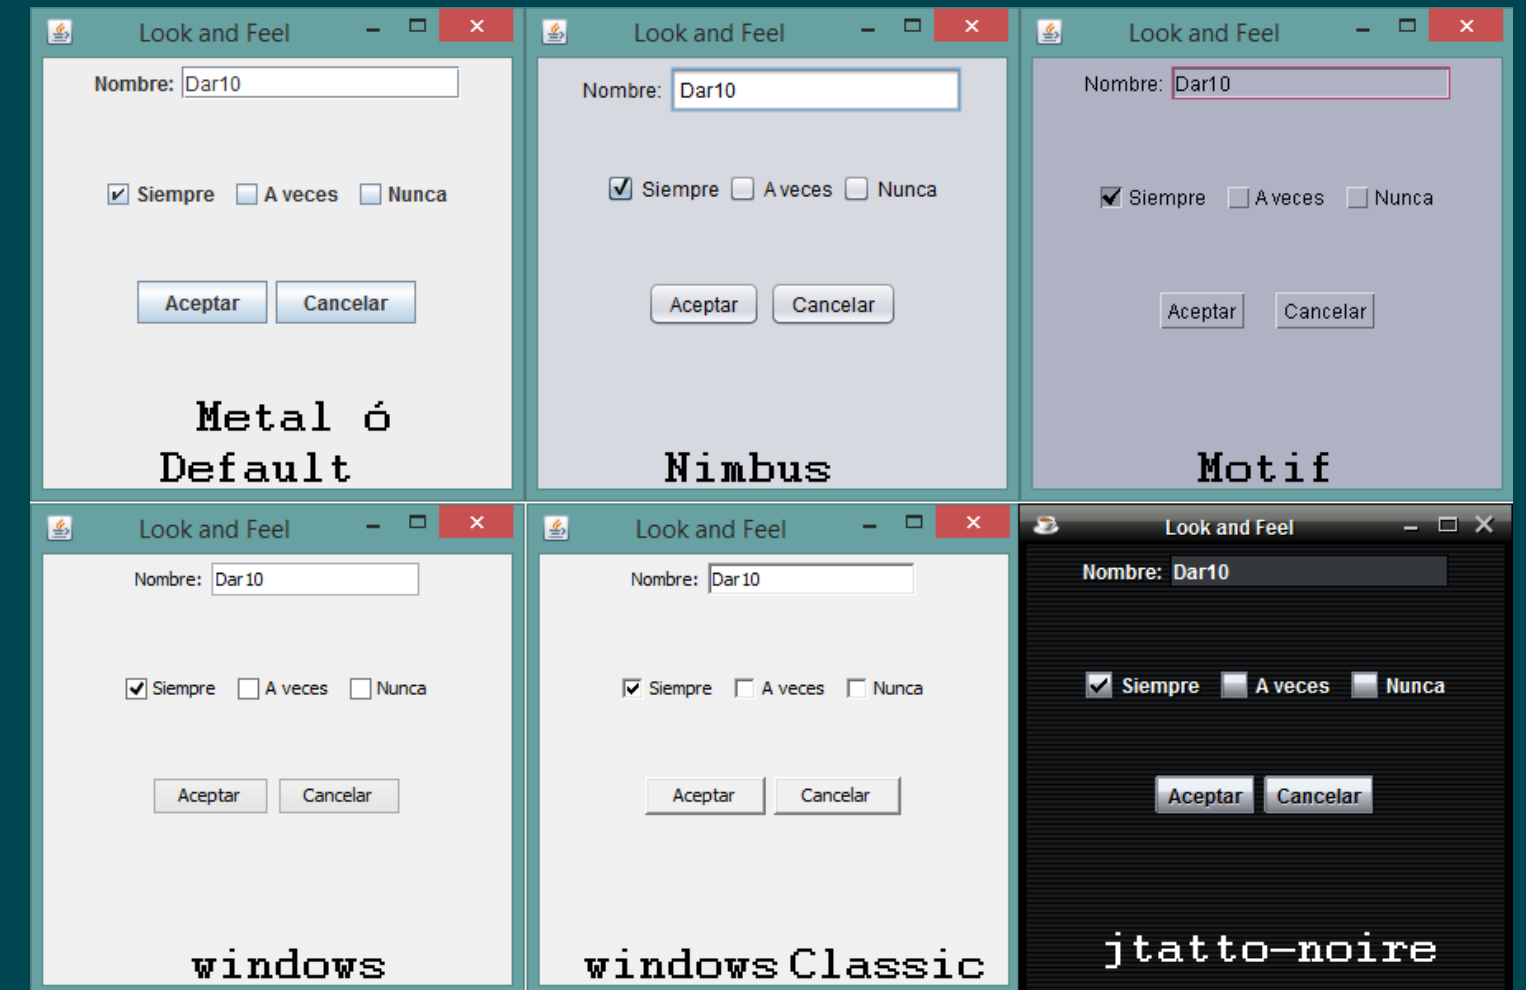 Look and Feel
Nombre: Dar10
Siempre A veces Nunca
Aceptar Cancelar
Metal ó
Default
Look and Feel
Nombre: Dar10
Siempre A veces Nunca
Aceptar Cancelar
Nimbus
Look and Feel
Nombre: Dar10
Siempre A veces Nunca
Aceptar Cancelar
Motif
Look and Feel
Nombre: Dar10
Siempre A veces Nunca
Aceptar Cancelar
windows
Look and Feel
Nombre: Dar10
Siempre A veces Nunca
Aceptar Cancelar
windows Classic
Look and Feel
Nombre: Dar10
Siempre A veces Nunca
Aceptar Cancelar
jtatto-noire